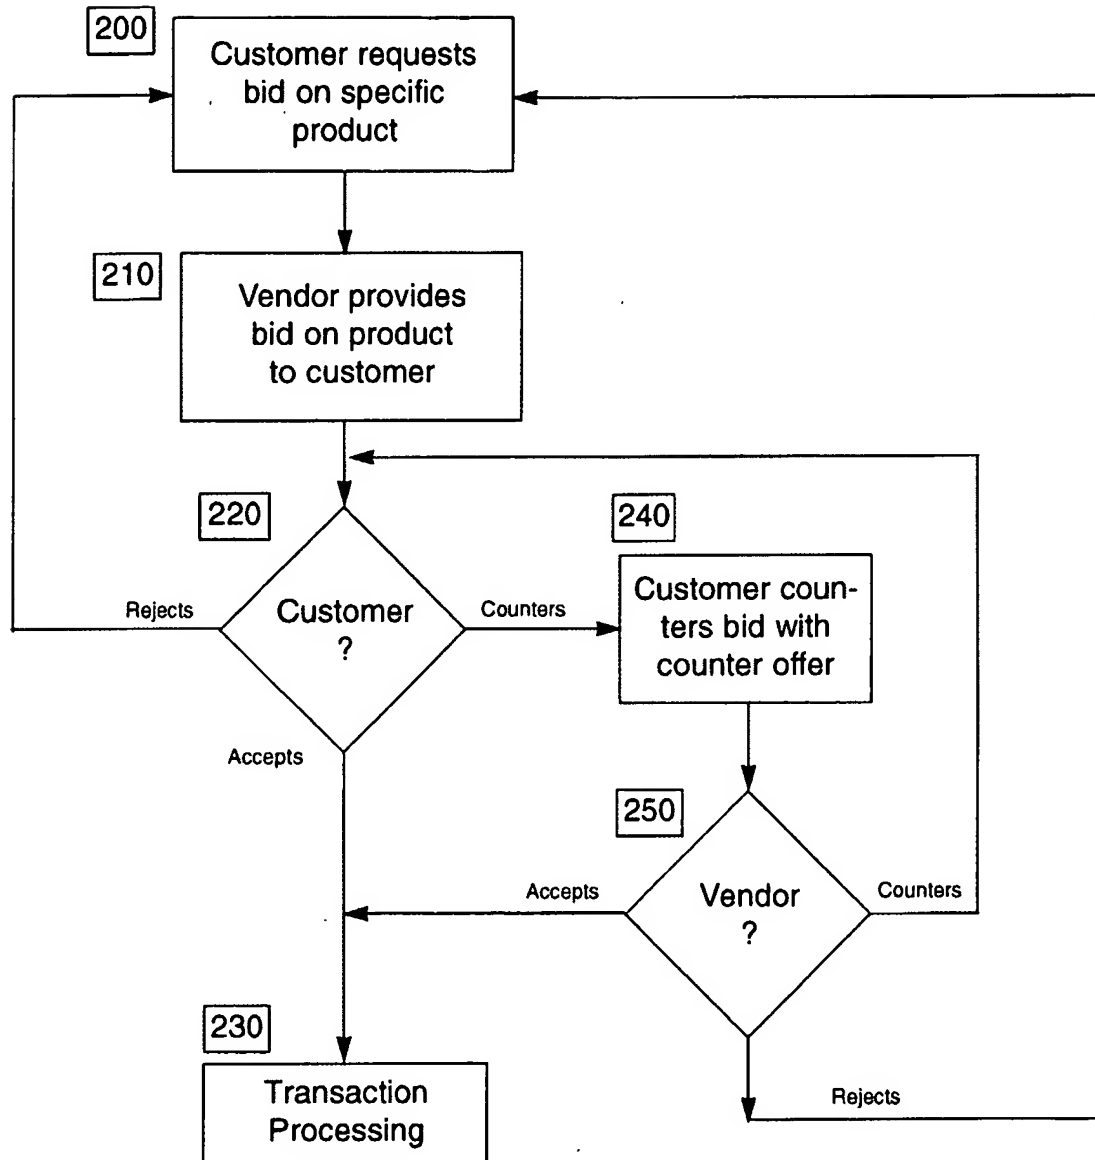 200
Customer requests
bid on specific
product
210
Vendor provides
bid on product
to customer
220
240
Rejects
Customer
?
Counters
Customer coun-
ters bid with
counter offer
Accepts
250
Accepts
Vendor
?
Counters
230
Transaction
Processing
Rejects